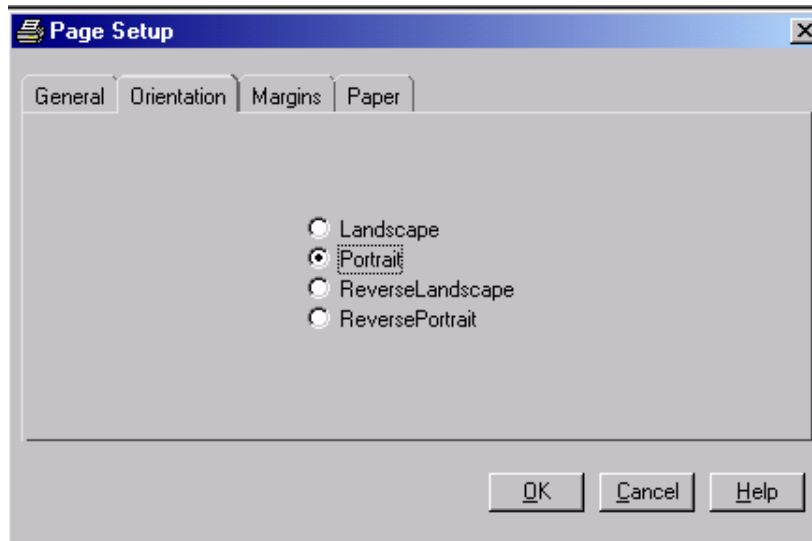 Page Setup
General Orientation Margins Paper
Landscape
Portrait
ReverseLandscape
ReversePortrait
OK Cancel Help